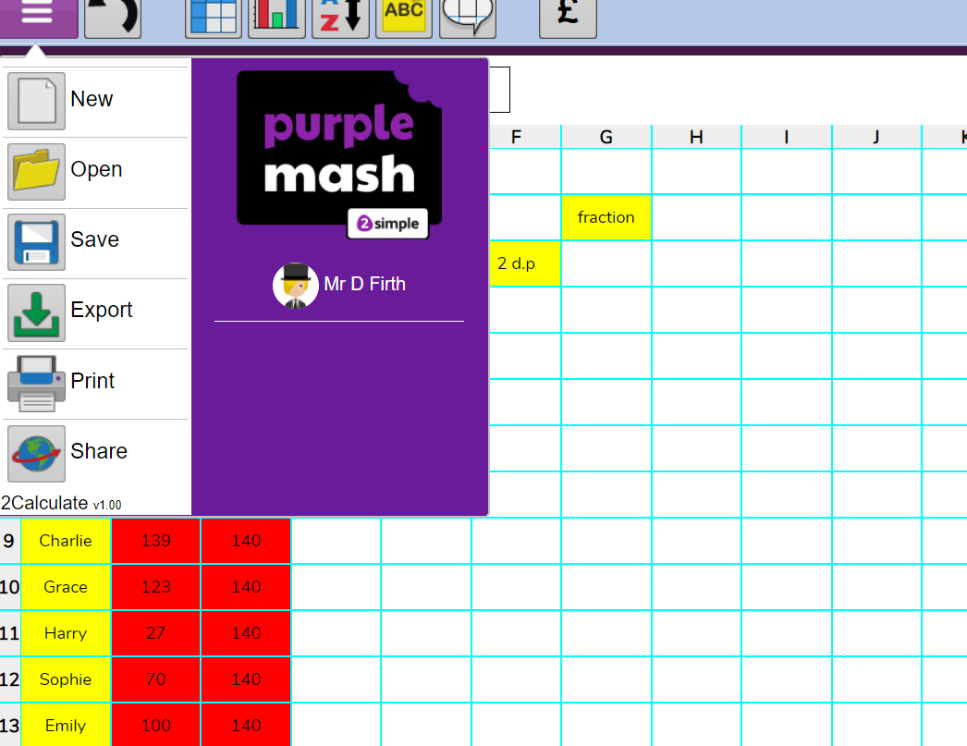 A
Z
ABC
£
New
Open
Save
Export
Print
Share
2Calculate v1.00
purple
mash
2simple
Mr D Firth
F G H I J K
fraction
2 d.p
9 Charlie 139 140
10 Grace 123 140
11 Harry 27 140
12 Sophie 70 140
13 Emily 100 140